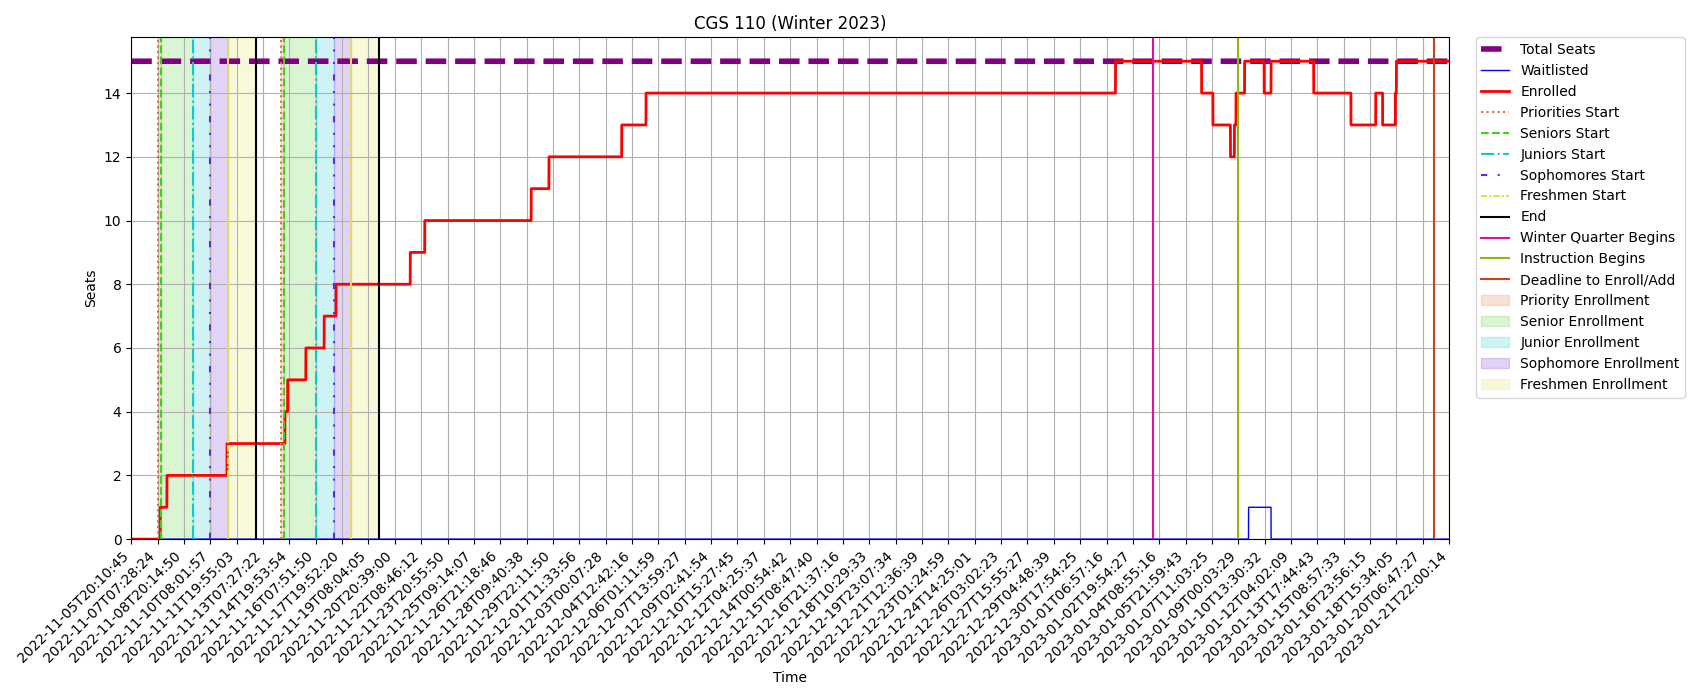 CGS 110 (Winter 2023)
Seats
14
12
10
8
6
4
2
0
2022-11-05T20:10:45
2022-11-07T07:28:24
2022-11-08T20:14:50
2022-11-10T08:01:57
2022-11-11T19:55:03
2022-11-13T07:27:22
2022-11-14T19:53:54
2022-11-16T07:51:50
2022-11-17T19:52:20
2022-11-19T08:04:05
2022-11-20T20:39:00
2022-11-22T08:46:12
2022-11-23T20:55:50
2022-11-25T09:14:07
2022-11-26T21:18:46
2022-11-28T09:40:38
2022-11-29T22:11:50
2022-12-01T11:33:56
2022-12-03T00:07:28
2022-12-04T12:42:16
2022-12-06T01:11:59
2022-12-07T13:59:27
2022-12-09T02:41:54
2022-12-10T15:27:45
2022-12-12T04:25:37
2022-12-14T00:54:42
2022-12-15T08:47:40
2022-12-16T21:37:16
2022-12-18T10:29:33
2022-12-19T23:07:34
2022-12-21T12:36:39
2022-12-23T01:24:59
2022-12-24T14:25:01
2022-12-26T03:02:23
2022-12-27T15:55:27
2022-12-29T04:48:39
2022-12-30T17:54:25
2023-01-01T06:57:16
2023-01-02T19:54:27
2023-01-04T08:55:16
2023-01-05T21:59:43
2023-01-07T11:03:25
2023-01-09T00:03:29
2023-01-10T13:30:32
2023-01-12T04:02:09
2023-01-13T17:44:43
2023-01-15T08:57:33
2023-01-16T23:56:15
2023-01-18T15:34:05
2023-01-20T06:47:27
2023-01-21T22:00:14
Time
Total Seats
Waitlisted
Enrolled
Priorities Start
Seniors Start
Juniors Start
Sophomores Start
Freshmen Start
End
Winter Quarter Begins
Instruction Begins
Deadline to Enroll/Add
Priority Enrollment
Senior Enrollment
Junior Enrollment
Sophomore Enrollment
Freshmen Enrollment